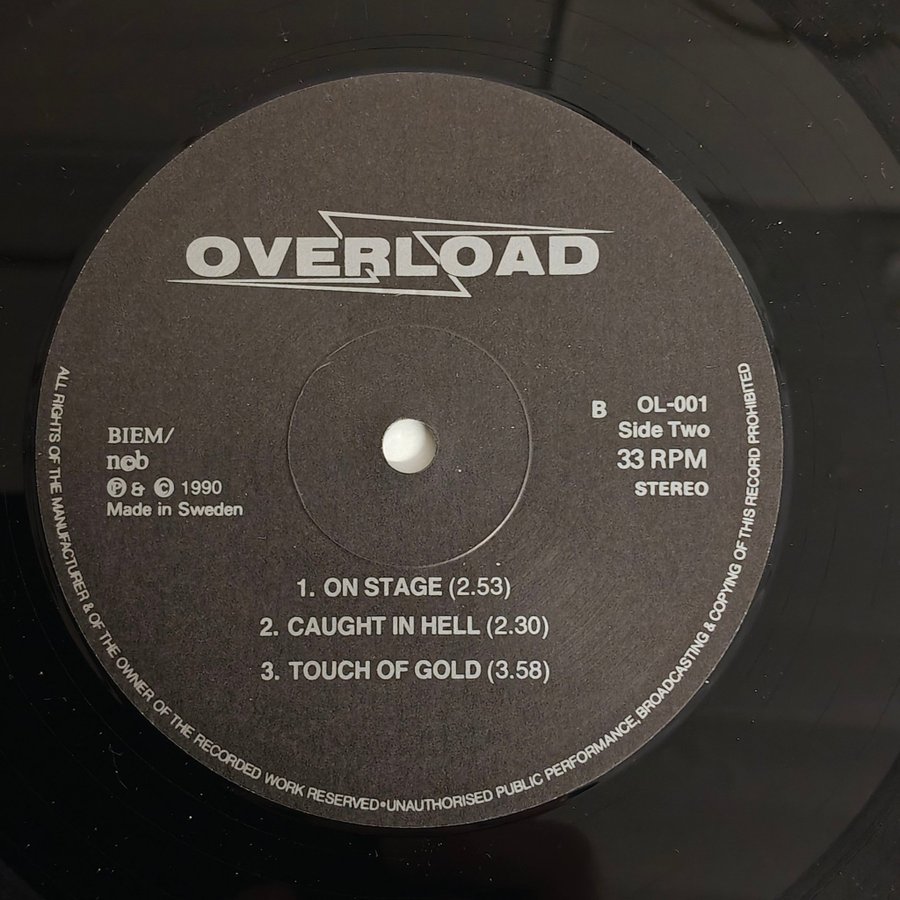 OVERLOAD
BIEM/
ncb
Ⓟ & © 1990
Made in Sweden
B OL-001
Side Two
33 RPM
STEREO
1. ON STAGE (2.53)
2. CAUGHT IN HELL (2.30)
3. TOUCH OF GOLD (3.58)
ALL RIGHTS OF THE MANUFACTURER & OF THE OWNER OF THE RECORDED WORK RESERVED•UNAUTHORISED PUBLIC PERFORMANCE, BROADCASTING & COPYING OF THIS RECORD PROHIBITED